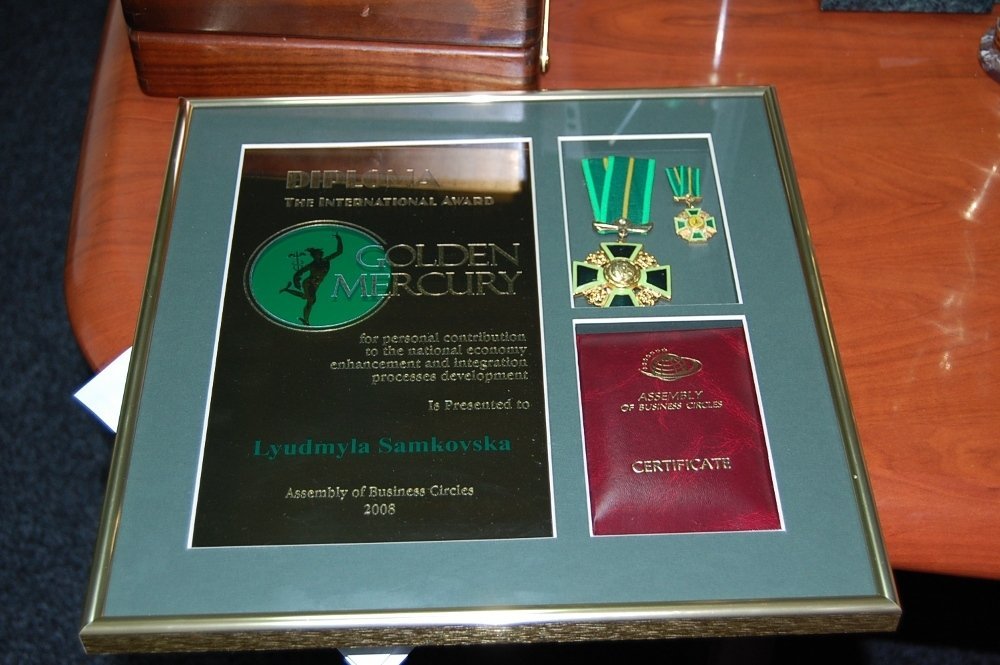 DIPLOMA
THE INTERNATIONAL AWARD
GOLDEN
MERCURY
for personal contribution
to the national economy
enhancement and integration
processes development
Is Presented to
Lyudmyla Samkovska
Assembly of Business Circles
2008
ASSEMBLY
OF BUSINESS CIRCLES
CERTIFICATE